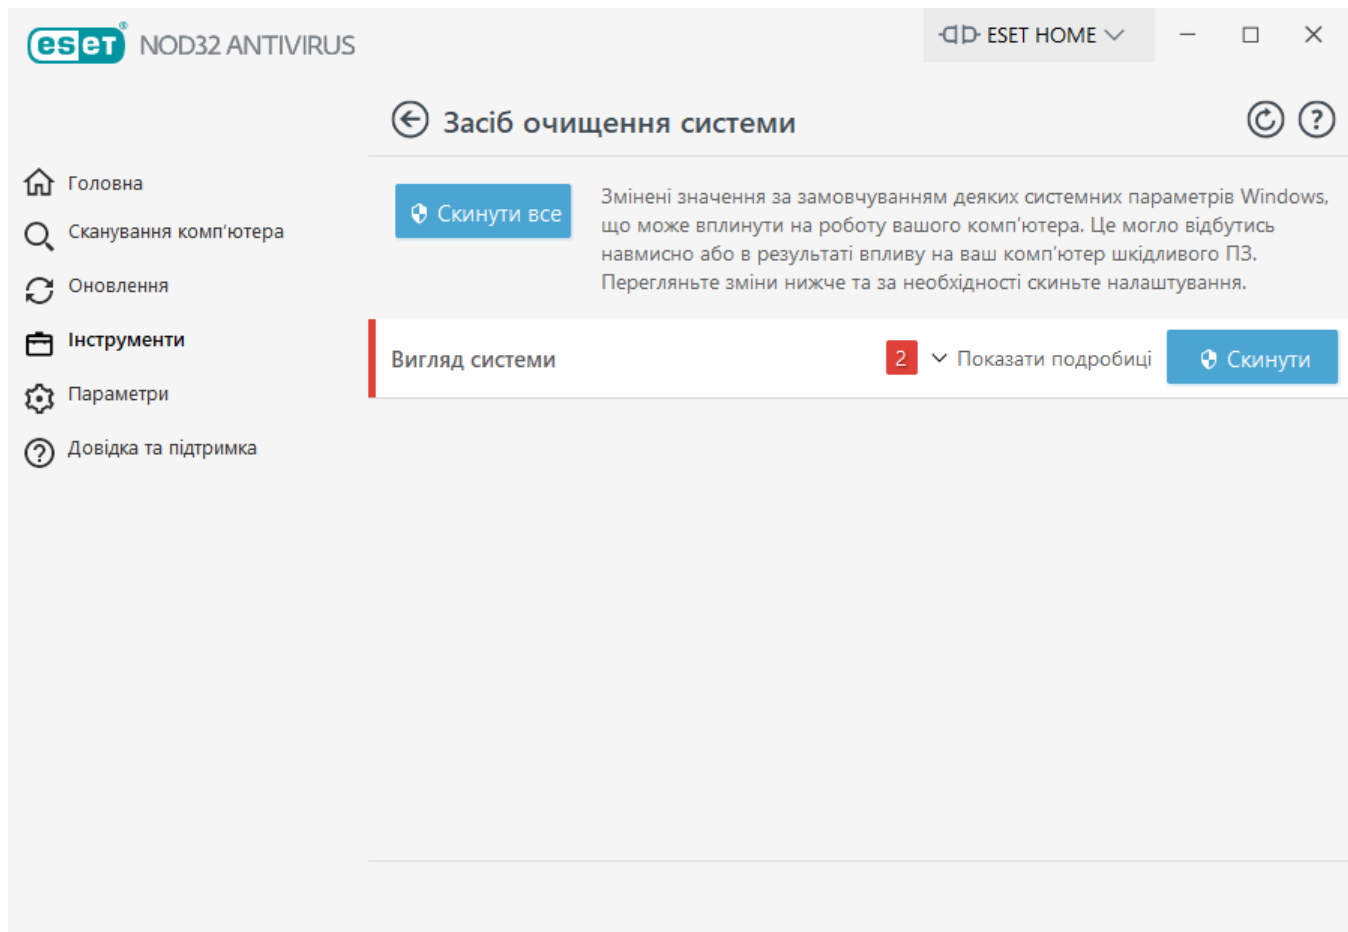 eset® NOD32 ANTIVIRUS
ESET HOME
Засіб очищення системи
Головна
Сканування комп'ютера
Оновлення
Інструменти
Параметри
Довідка та підтримка
Скинути все
Змінені значення за замовчуванням деяких системних параметрів Windows,
що може вплинути на роботу вашого комп'ютера. Це могло відбутись
навмисно або в результаті впливу на ваш комп'ютер шкідливого ПЗ.
Перегляньте зміни нижче та за необхідності скиньте налаштування.
Вигляд системи 2 Показати подробиці Скинути